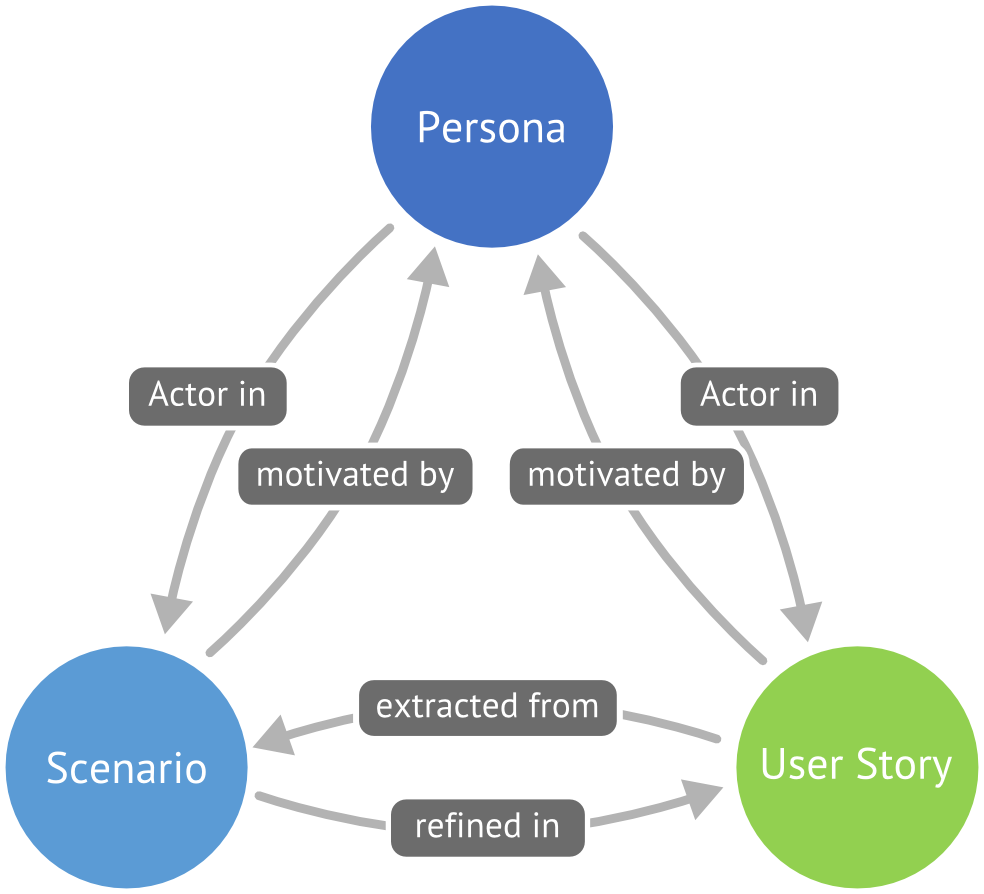 Persona
Actor in
Actor in
motivated by
motivated by
extracted from
Scenario
User Story
refined in